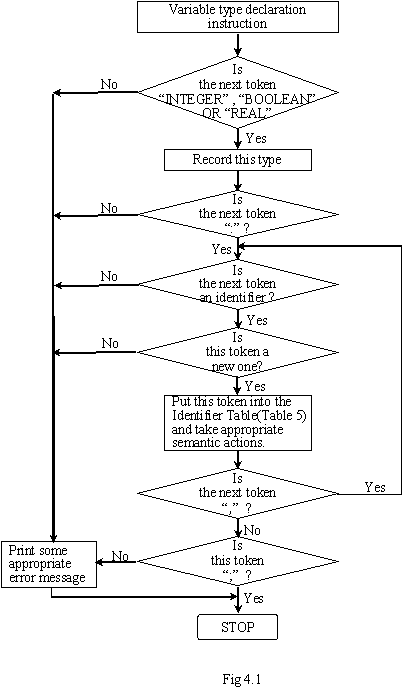 Variable type declaration
instruction
Is
the next token
“INTEGER” , “BOOLEAN”
OR “REAL”
No
Yes
Record this type
Is
the next token
“:” ?
No
Yes
Is
the next token
an identifier ?
No
Yes
Is
this token a
new one?
No
Yes
Put this token into the
Identifier Table(Table 5)
and take appropriate
semantic actions.
Is
the next token
“,” ?
Yes
No
Is
this token
“;” ?
No
Print some
appropriate
error message
Yes
STOP
Fig 4.1